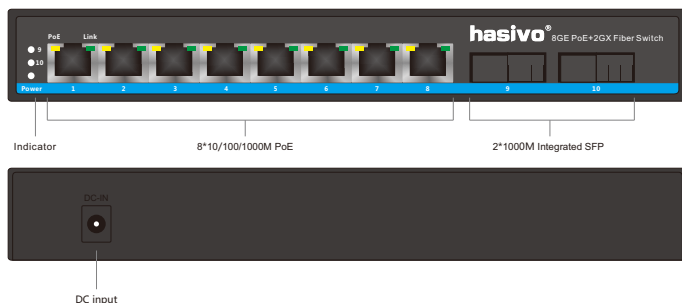 hasivo®
8GE PoE+2GX Fiber Switch
PoE Link
9
10
Power 1 2 3 4 5 6 7 8 9 10
Indicator 8*10/100/1000M PoE 2*1000M Integrated SFP
DC-IN
DC input